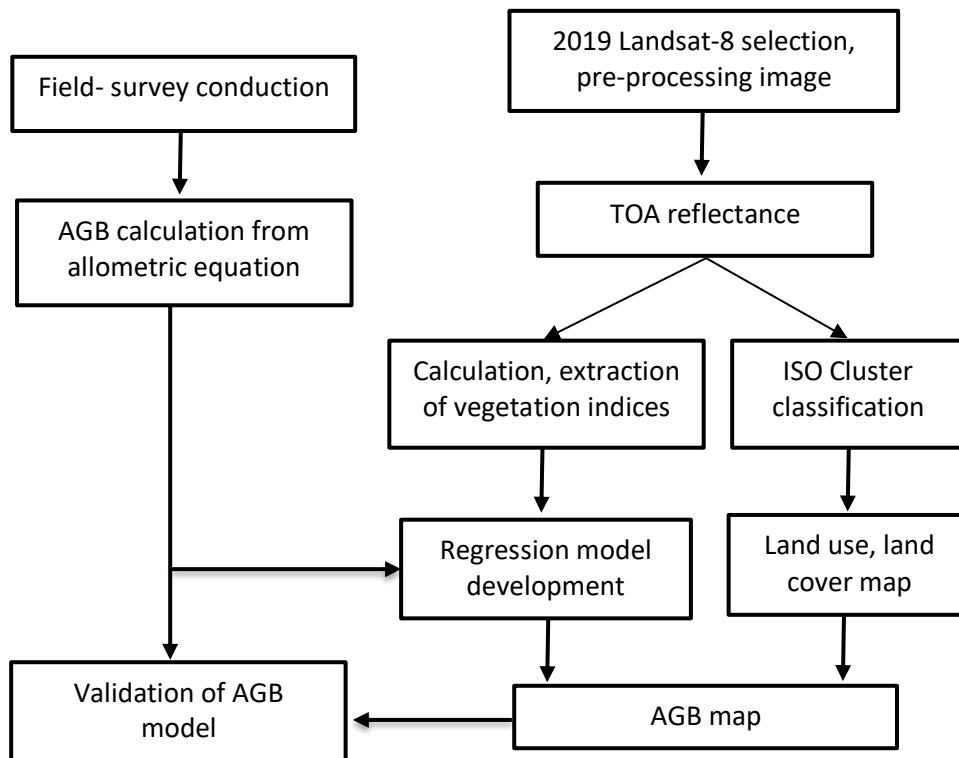 2019 Landsat-8 selection,
pre-processing image
Field- survey conduction
TOA reflectance
AGB calculation from
allometric equation
Calculation, extraction
of vegetation indices
ISO Cluster
classification
Regression model
development
Land use, land
cover map
Validation of AGB
model
AGB map